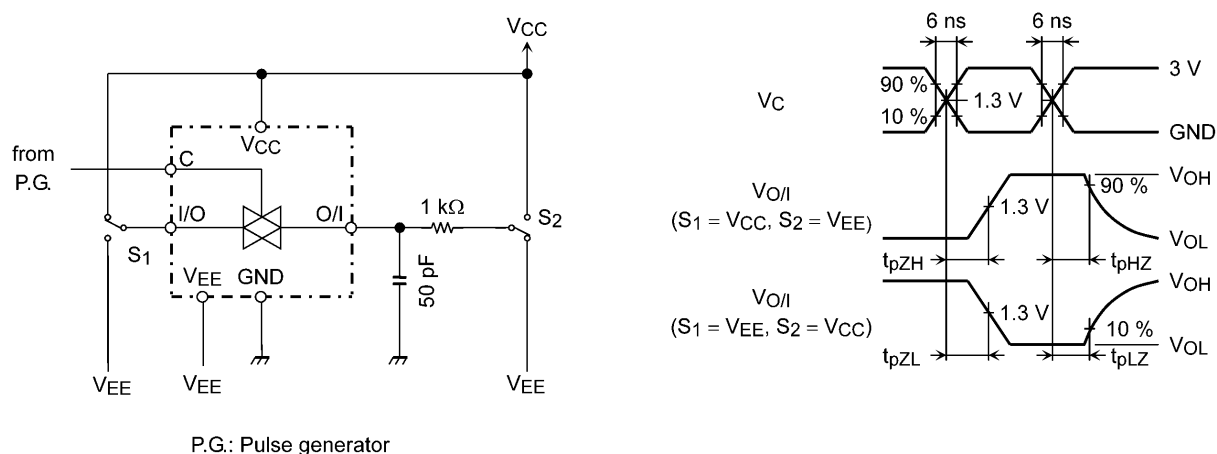 VCC
from
P.G.
C
VCC
I/O
O/I
1 kΩ
S1
S2
VEE
GND
50 pF
VEE
VEE
VEE
P.G.: Pulse generator
6 ns
6 ns
VC
90 %
10 %
1.3 V
3 V
GND
VO/I
(S1 = VCC, S2 = VEE)
1.3 V
90 %
VOH
VOL
tpZH
tpHZ
VO/I
(S1 = VEE, S2 = VCC)
1.3 V
10 %
VOH
VOL
tpZL
tpLZ